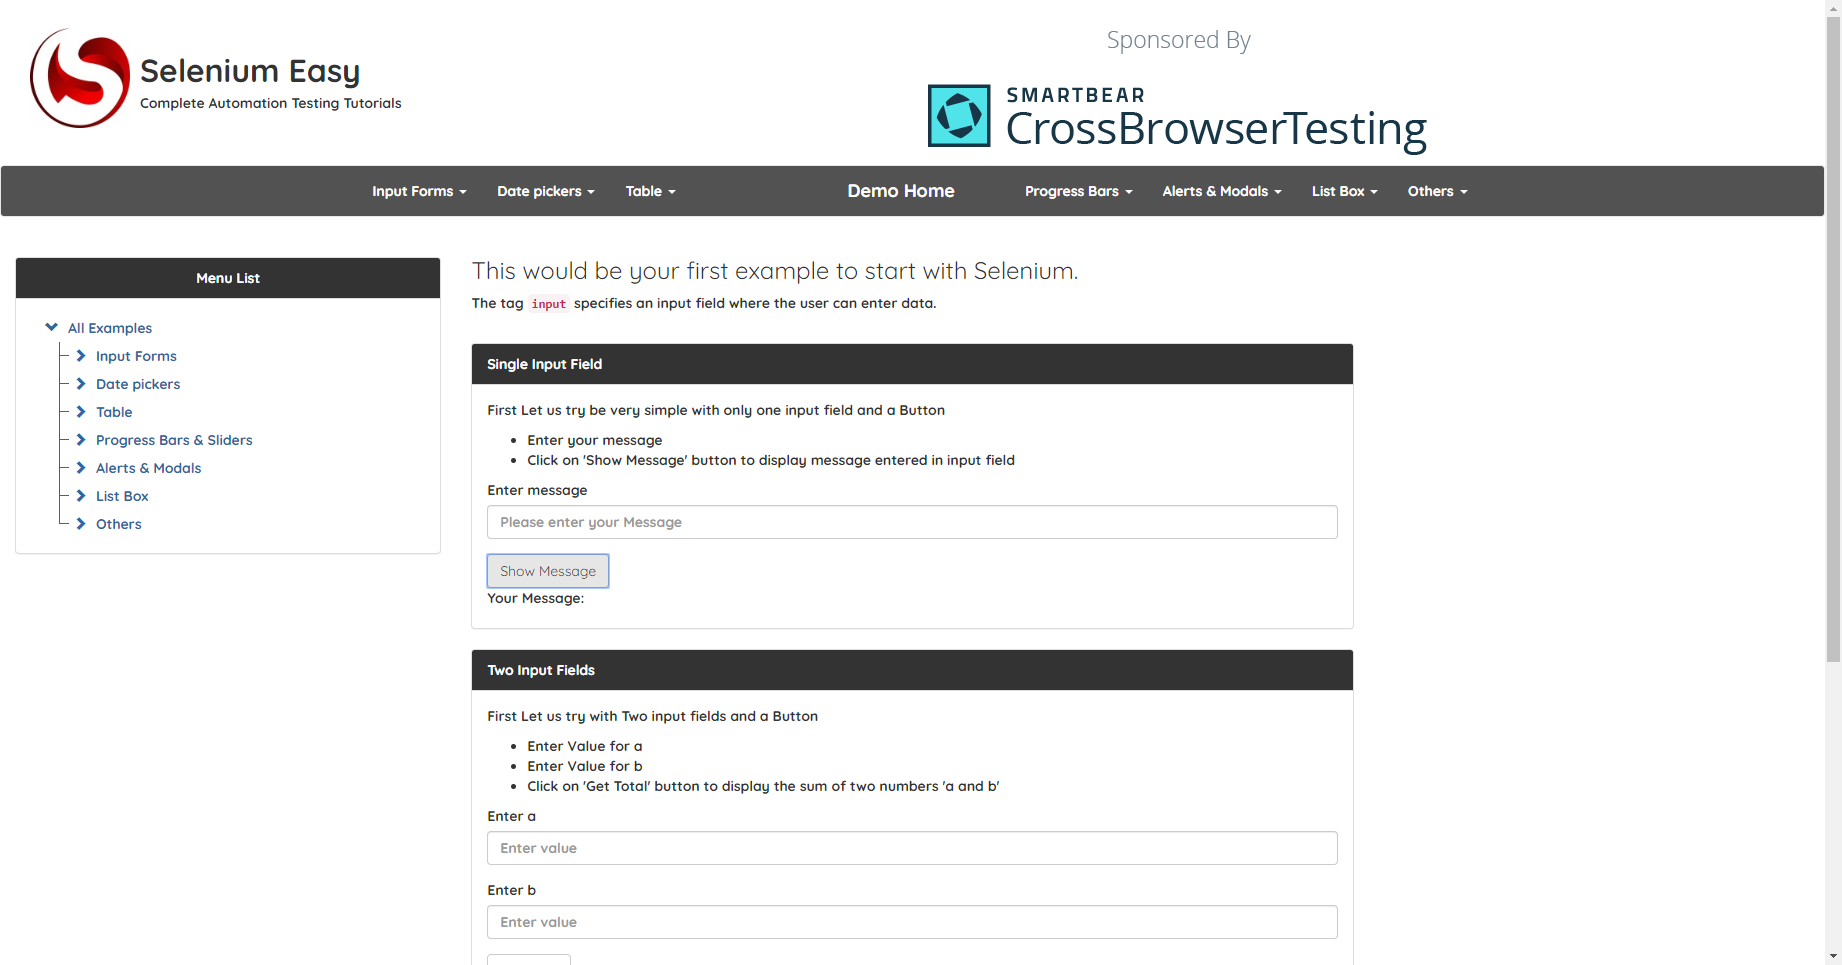 Selenium Easy
Complete Automation Testing Tutorials
Sponsored By
SMARTBEAR
CrossBrowserTesting
Input Forms Date pickers Table Demo Home Progress Bars Alerts & Modals List Box Others
Menu List
All Examples
Input Forms
Date pickers
Table
Progress Bars & Sliders
Alerts & Modals
List Box
Others
This would be your first example to start with Selenium.
The tag input specifies an input field where the user can enter data.
Single Input Field
First Let us try be very simple with only one input field and a Button
Enter your message
Click on 'Show Message' button to display message entered in input field
Enter message
Please enter your Message
Show Message
Your Message:
Two Input Fields
First Let us try with Two input fields and a Button
Enter Value for a
Enter Value for b
Click on 'Get Total' button to display the sum of two numbers 'a and b'
Enter a
Enter value
Enter b
Enter value